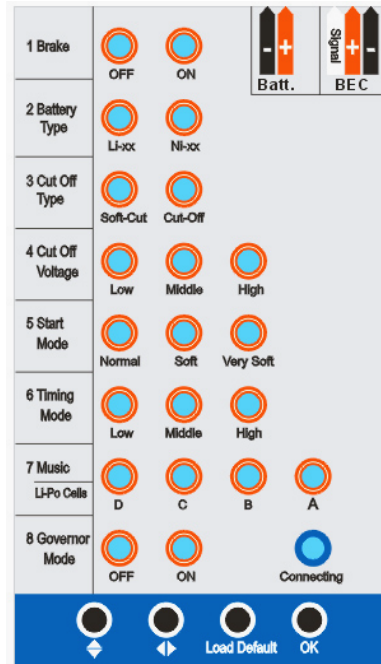 Signal
- +
+ -
Batt.
BEC
1 Brake
OFF ON
2 Battery
Type
Li-xx Ni-xx
3 Cut Off
Type
Soft-Cut Cut-Off
4 Cut Off
Voltage
Low Middle High
5 Start
Mode
Normal Soft Very Soft
6 Timing
Mode
Low Middle High
7 Music
Li-Po Cells
D C B A
8 Governor
Mode
OFF ON Connecting
Load Default OK